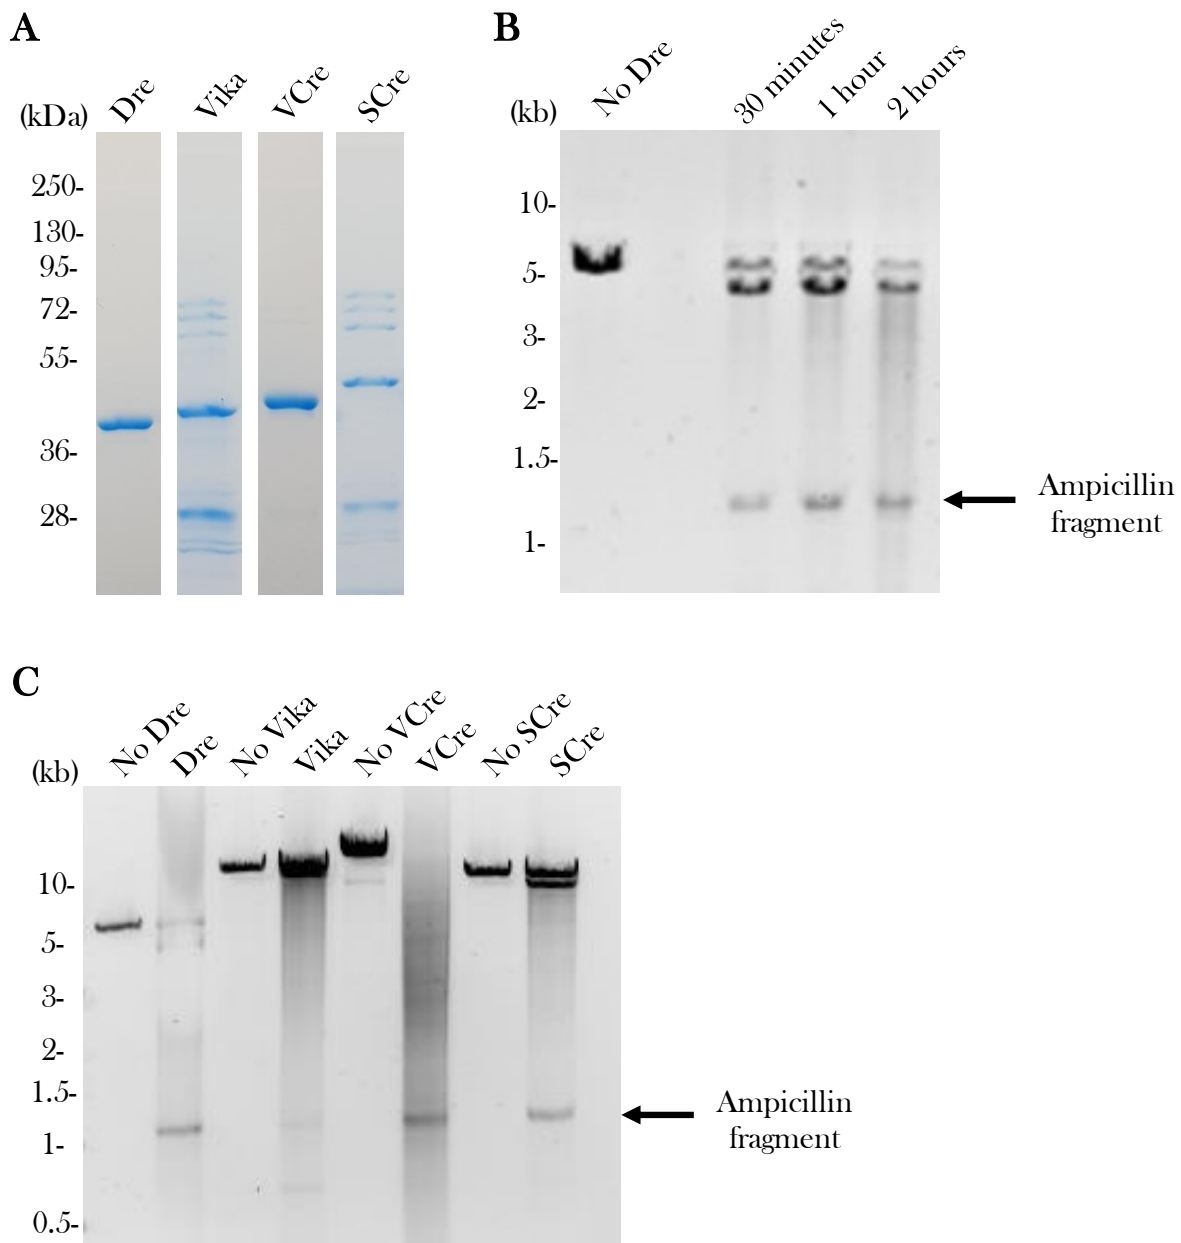 A
(kDa)
Dre
Vika
VCre
SCre
250-
130-
95-
72-
55-
36-
28-
B
(kb)
No Dre
30 minutes
1 hour
2 hours
10-
5-
3-
2-
1.5-
1-
Ampicillin
fragment
C
(kb)
No Dre
Dre
No Vika
Vika
No VCre
VCre
No SCre
SCre
10-
5-
3-
2-
1.5-
1-
0.5-
Ampicillin
fragment